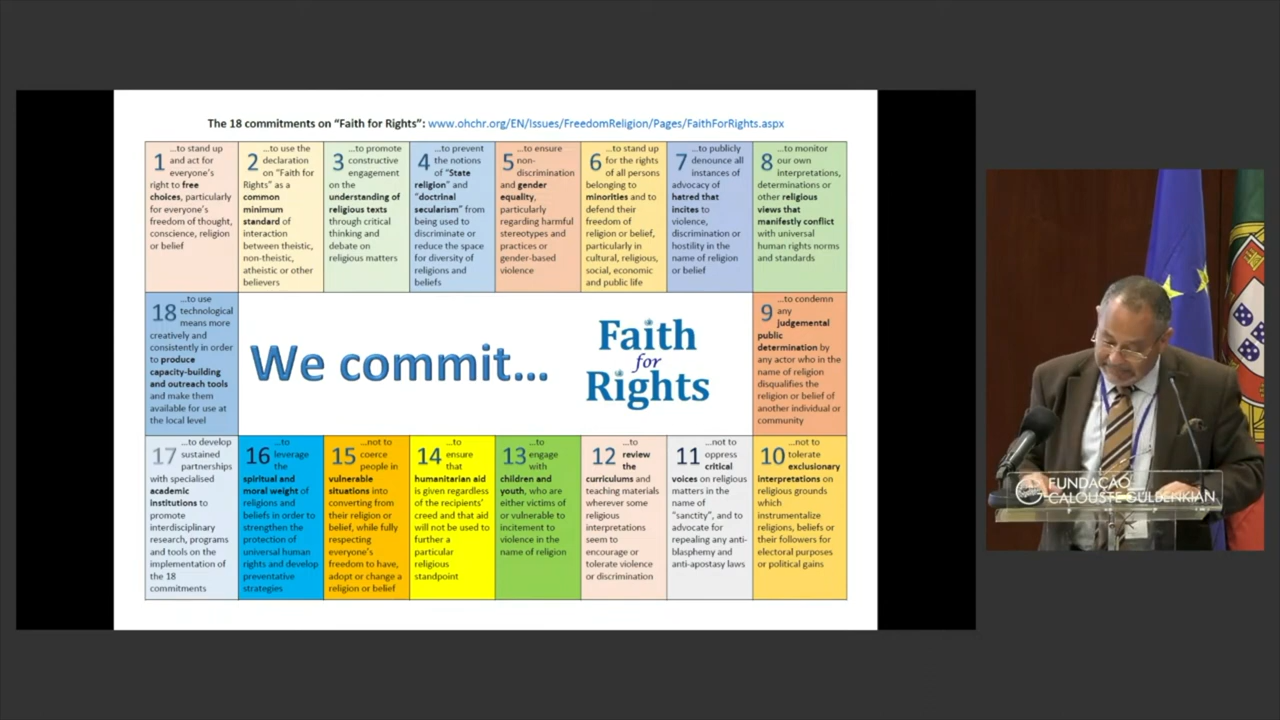 The 18 commitments on “Faith for Rights”: www.ohchr.org/EN/Issues/FreedomReligion/Pages/FaithForRights.aspx
1 ...to stand up
and act for
everyone’s
right to free
choices, particularly
for everyone’s
freedom of thought,
conscience, religion
or belief
2 ...to use the
declaration
on “Faith for
Rights” as a
common
minimum
standard of
interaction
between theistic,
non-theistic,
atheistic or other
believers
3 ...to promote
constructive
engagement
on the
understanding of
religious texts
through critical
thinking and
debate on
religious matters
4 ...to prevent
the notions
of “State
religion” and
“doctrinal
secularism” from
being used to
discriminate or
reduce the space
for diversity of
religions and
beliefs
5 ...to ensure
non-
discrimination
and gender
equality,
particularly
regarding harmful
stereotypes and
practices or
gender-based
violence
6 ...to stand up
for the rights
of all persons
belonging to
minorities and to
defend their
freedom of
religion or belief,
particularly in
cultural, religious,
social, economic
and public life
7 ...to publicly
denounce all
instances of
advocacy of
hatred that
incites to
violence,
discrimination or
hostility in the
name of religion
or belief
8 ...to monitor
our own
interpretations,
determinations or
other religious
views that
manifestly conflict
with universal
human rights norms
and standards
18 ...to use
technological
means more
creatively and
consistently in order
to produce
capacity-building
and outreach tools
and make them
available for use at
the local level
We commit...
Faith
for
Rights
9 ...to condemn
any
judgemental
public
determination by
any actor who in the
name of religion
disqualifies the
religion or belief of
another individual or
community
17 ...to develop
sustained
partnerships
with specialised
academic
institutions to
promote
interdisciplinary
research, programs
and tools on the
implementation of
the 18
commitments
16 ...to
leverage
the
spiritual and
moral weight of
religions and
beliefs in order to
strengthen the
protection of
universal human
rights and develop
preventative
strategies
15 ...not to
coerce
people in
vulnerable
situations into
converting from
their religion or
belief, while fully
respecting
everyone’s
freedom to have,
adopt or change a
religion or belief
14 ...to
ensure
that
humanitarian aid
is given regardless
of the recipients’
creed and that aid
will not be used to
further a
particular
religious
standpoint
13 ...to
engage
with
children and
youth, who are
either victims of
or vulnerable to
incitement to
violence in the
name of religion
12 ...to
review
the
curriculums and
teaching materials
wherever some
religious
interpretations
seem to
encourage or
tolerate violence
or discrimination
11 ...not to
oppress
critical
voices on religious
matters in the
name of
“sanctity”, and to
advocate for
repealing any anti-
blasphemy and
anti-apostasy laws
10 ...not to
tolerate
exclusionary
interpretations on
religious grounds
which
instrumentalize
religions, beliefs or
their followers for
electoral purposes
or political gains
FUNDAÇÃO
CALOUSTE GULBENKIAN